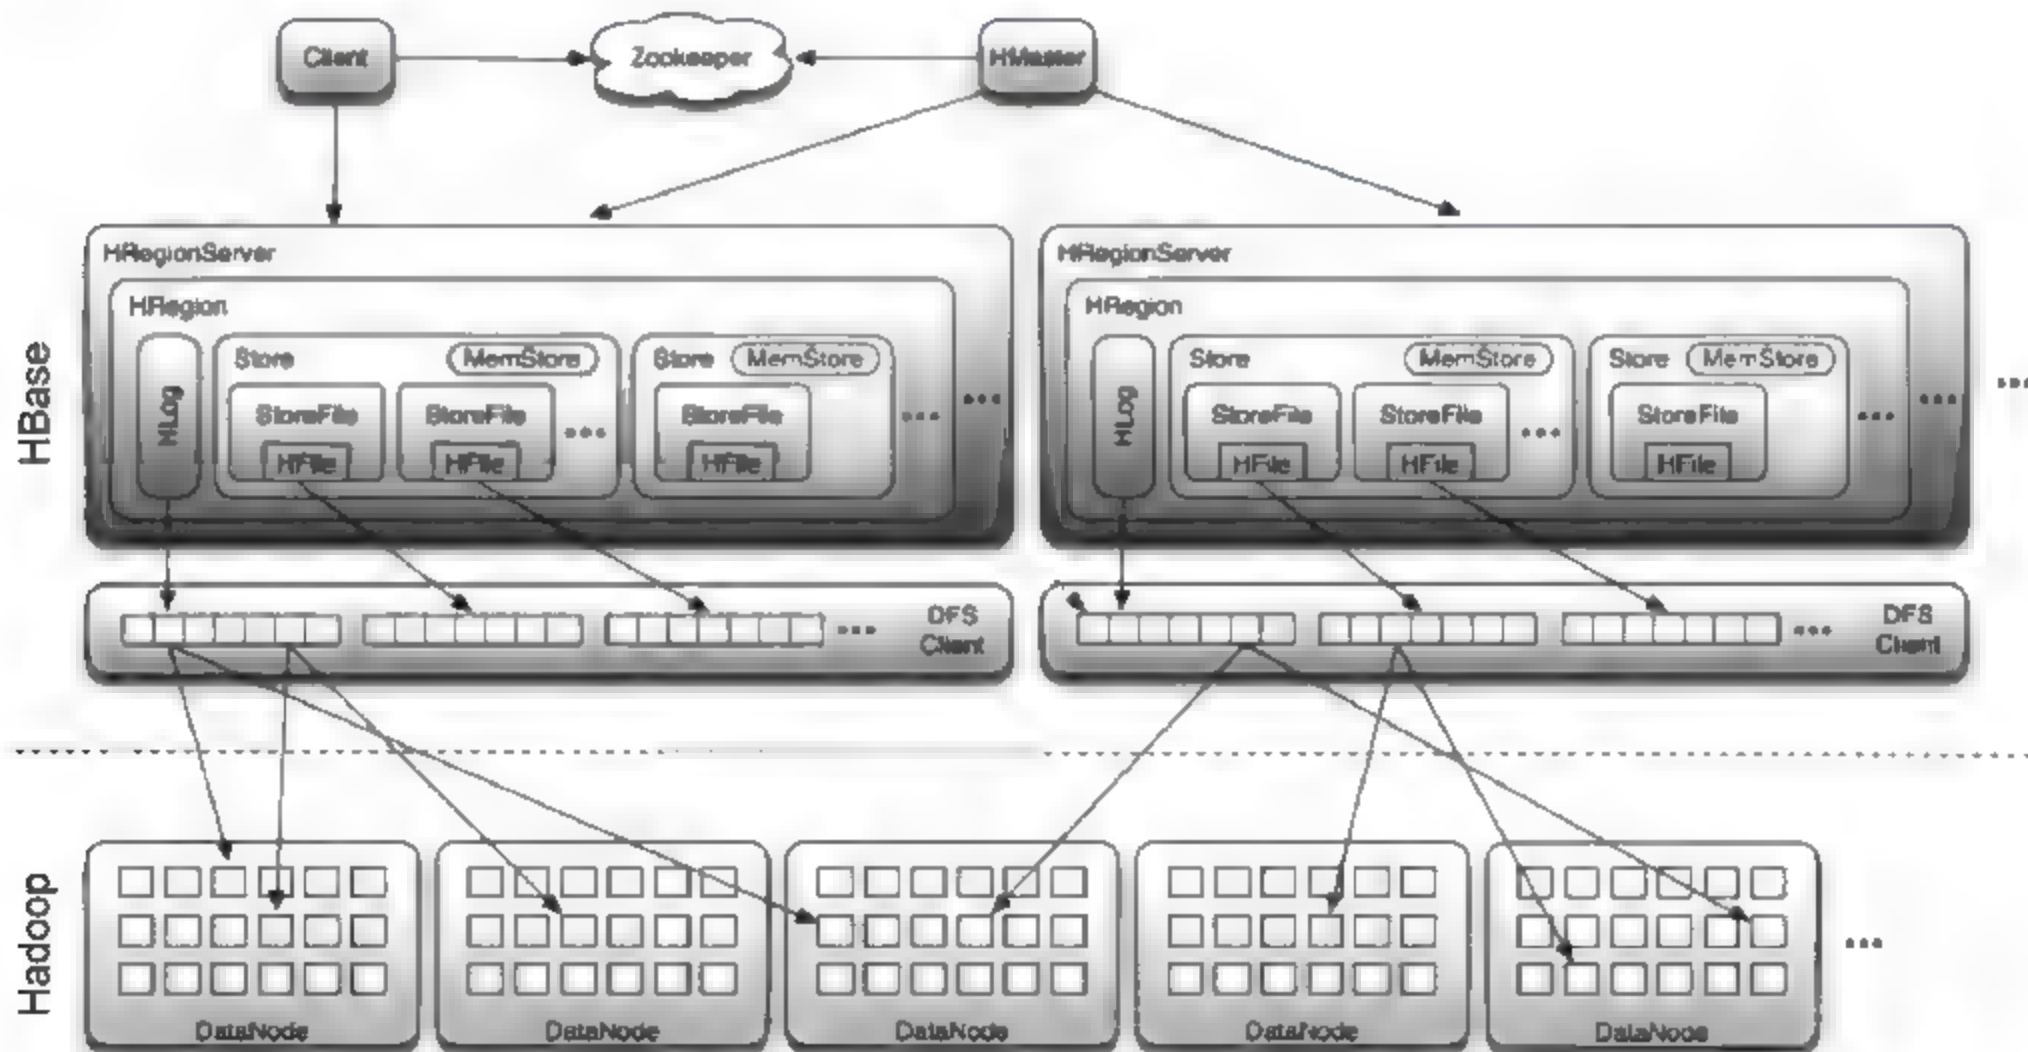 Client
Zookeeper
HMaster
HBase
HRegionServer
HRegion
HLog
Store
MemStore
StoreFile
HFile
StoreFile
HFile
...
Store
MemStore
StoreFile
HFile
...
...
HRegionServer
HRegion
HLog
Store
MemStore
StoreFile
HFile
StoreFile
HFile
...
Store
MemStore
StoreFile
HFile
...
...
...
...
DFS
Client
...
DFS
Client
Hadoop
DataNode
DataNode
DataNode
DataNode
DataNode
...